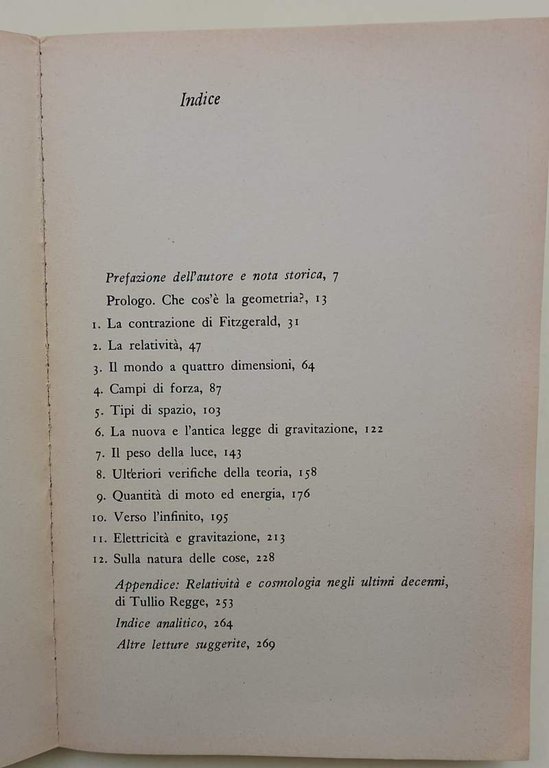 Indice
Prefazione dell'autore e nota storica, 7
Prologo. Che cos'è la geometria?, 13
1. La contrazione di Fitzgerald, 31
2. La relatività, 47
3. Il mondo a quattro dimensioni, 64
4. Campi di forza, 87
5. Tipi di spazio, 103
6. La nuova e l'antica legge di gravitazione, 122
7. Il peso della luce, 143
8. Ulteriori verifiche della teoria, 158
9. Quantità di moto ed energia, 176
10. Verso l'infinito, 195
11. Elettricità e gravitazione, 213
12. Sulla natura delle cose, 228
Appendice: Relatività e cosmologia negli ultimi decenni,
di Tullio Regge, 253
Indice analitico, 264
Altre letture suggerite, 269